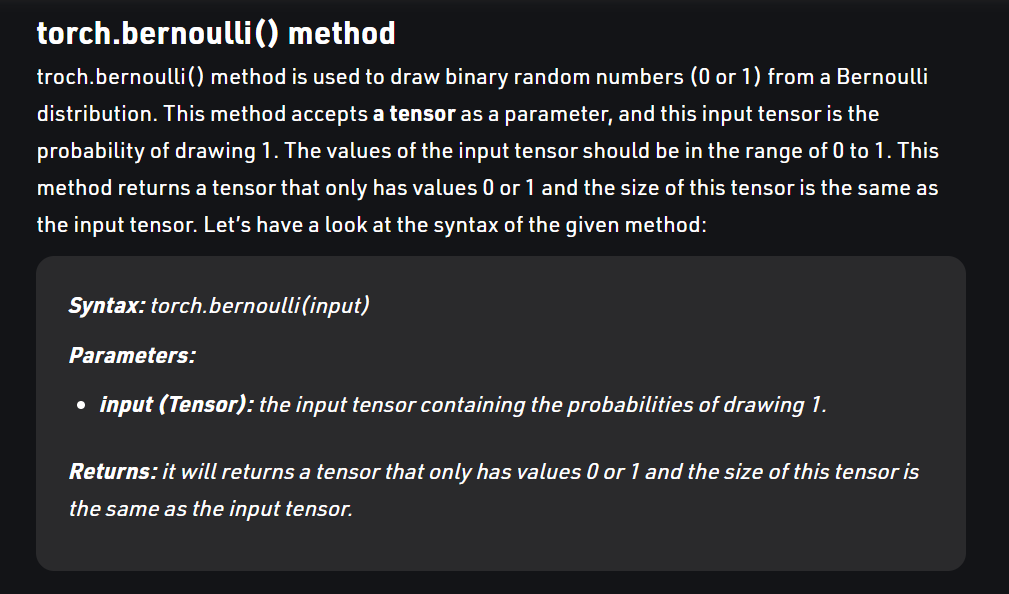 torch.bernoulli() method
troch.bernoulli() method is used to draw binary random numbers (0 or 1) from a Bernoulli
distribution. This method accepts a tensor as a parameter, and this input tensor is the
probability of drawing 1. The values of the input tensor should be in the range of 0 to 1. This
method returns a tensor that only has values 0 or 1 and the size of this tensor is the same as
the input tensor. Let’s have a look at the syntax of the given method:
Syntax: torch.bernoulli(input)
Parameters:
• input (Tensor): the input tensor containing the probabilities of drawing 1.
Returns: it will returns a tensor that only has values 0 or 1 and the size of this tensor is
the same as the input tensor.